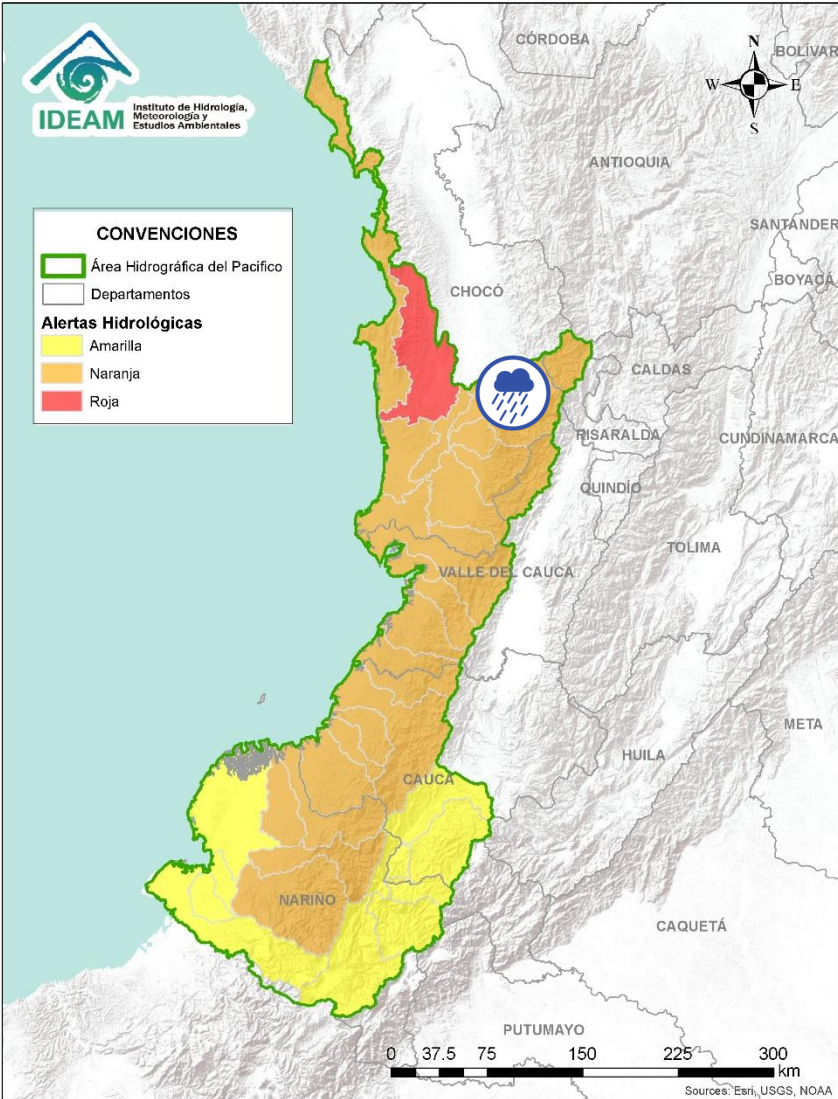 IDEAM
Instituto de Hidrología,
Meteorología y
Estudios Ambientales
CÓRDOBA
BOLÍVAR
N
W
E
S
ANTIOQUIA
SANTANDER
BOYACÁ
CONVENCIONES
Área Hidrográfica del Pacifico
Departamentos
Alertas Hidrológicas
Amarilla
Naranja
Roja
CHOCÓ
CALDAS
RISARALDA
CUNDINAMARCA
QUINDÍO
TOLIMA
VALLE DEL CAUCA
META
HUILA
CAUCA
NARIÑO
CAQUETÁ
PUTUMAYO
0 37.5 75 150 225 300
km
Sources: Esri, USGS, NOAA